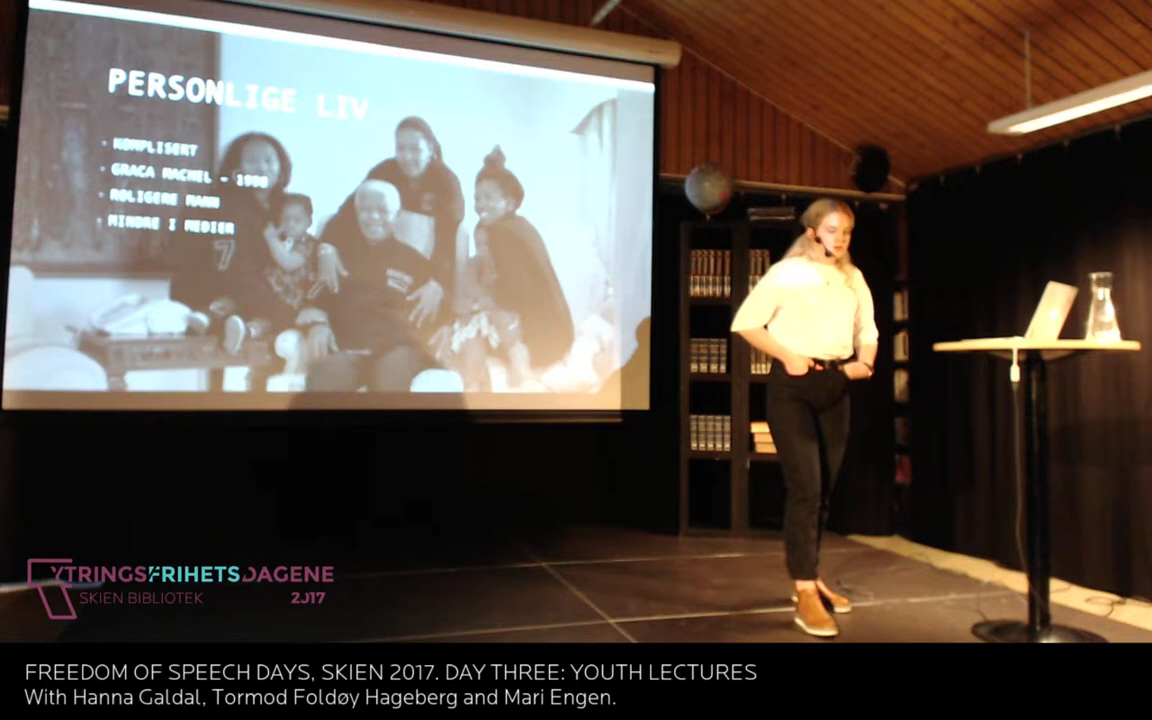 PERSONLIGE LIV
· KOMPLISERT
· GRACA MACHEL - 1998
· ROLIGERE MANN
· MINDRE I MEDIER
7
YTRINGSFRIHETSDAGENE
SKIEN BIBLIOTEK 2017
FREEDOM OF SPEECH DAYS, SKIEN 2017. DAY THREE: YOUTH LECTURES
With Hanna Galdal, Tormod Foldøy Hageberg and Mari Engen.